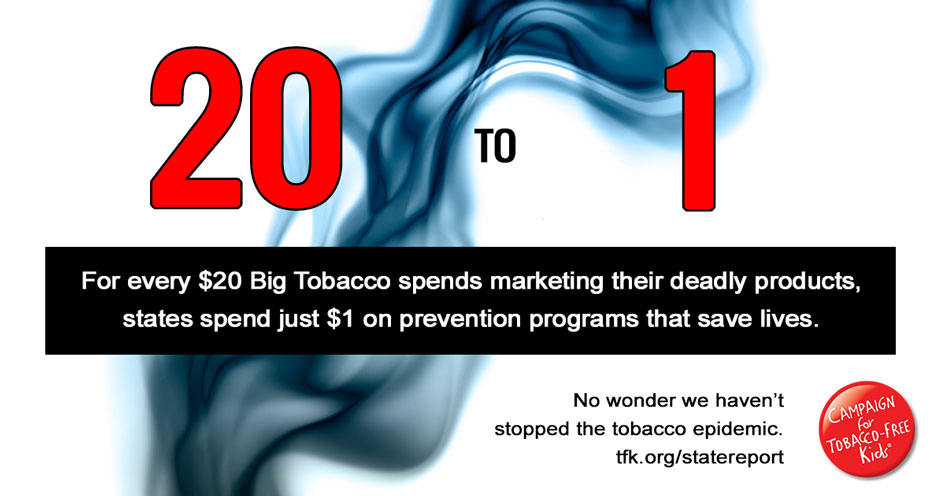 20 TO 1
For every $20 Big Tobacco spends marketing their deadly products,
states spend just $1 on prevention programs that save lives.
No wonder we haven’t
stopped the tobacco epidemic.
tfk.org/statereport
CAMPAIGN
for
TOBACCO-FREE
Kids®